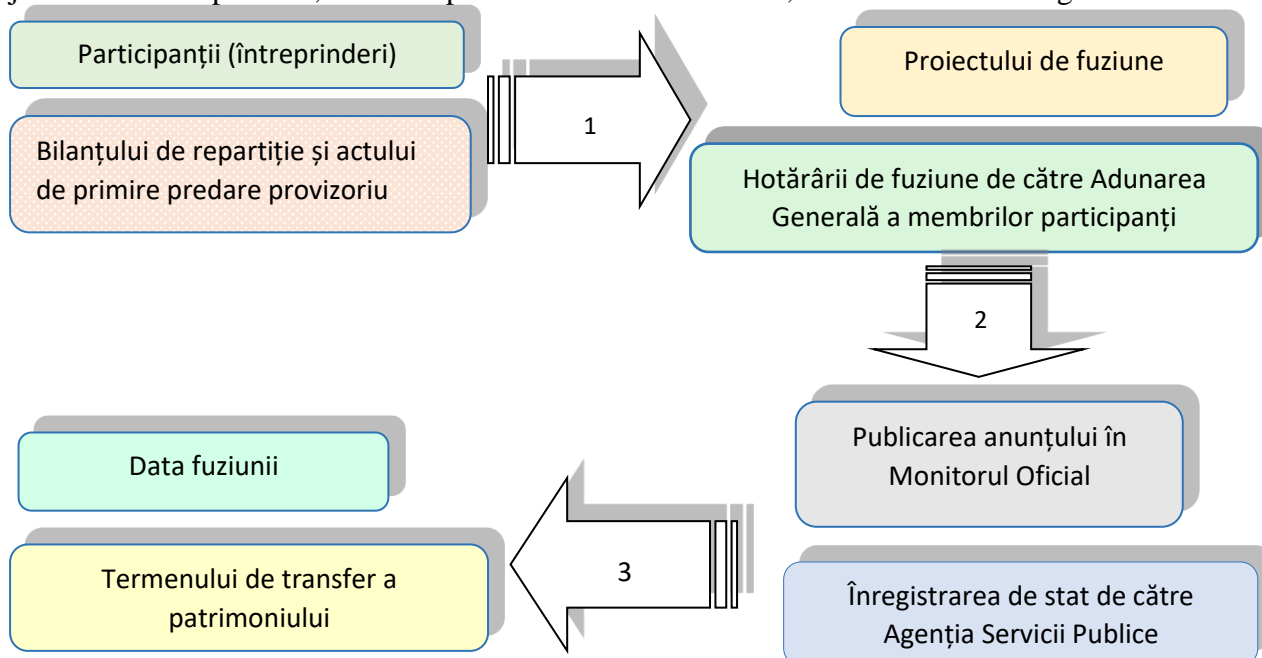 Participanții (întreprinderi)
Bilanțului de repartiție și actului
de primire predare provizoriu
1
Proiectului de fuziune
Hotărârii de fuziune de către Adunarea
Generală a membrilor participanți
2
Publicarea anunțului în
Monitorul Oficial
Înregistrarea de stat de către
Agenția Servicii Publice
3
Data fuziunii
Termenului de transfer a
patrimoniului